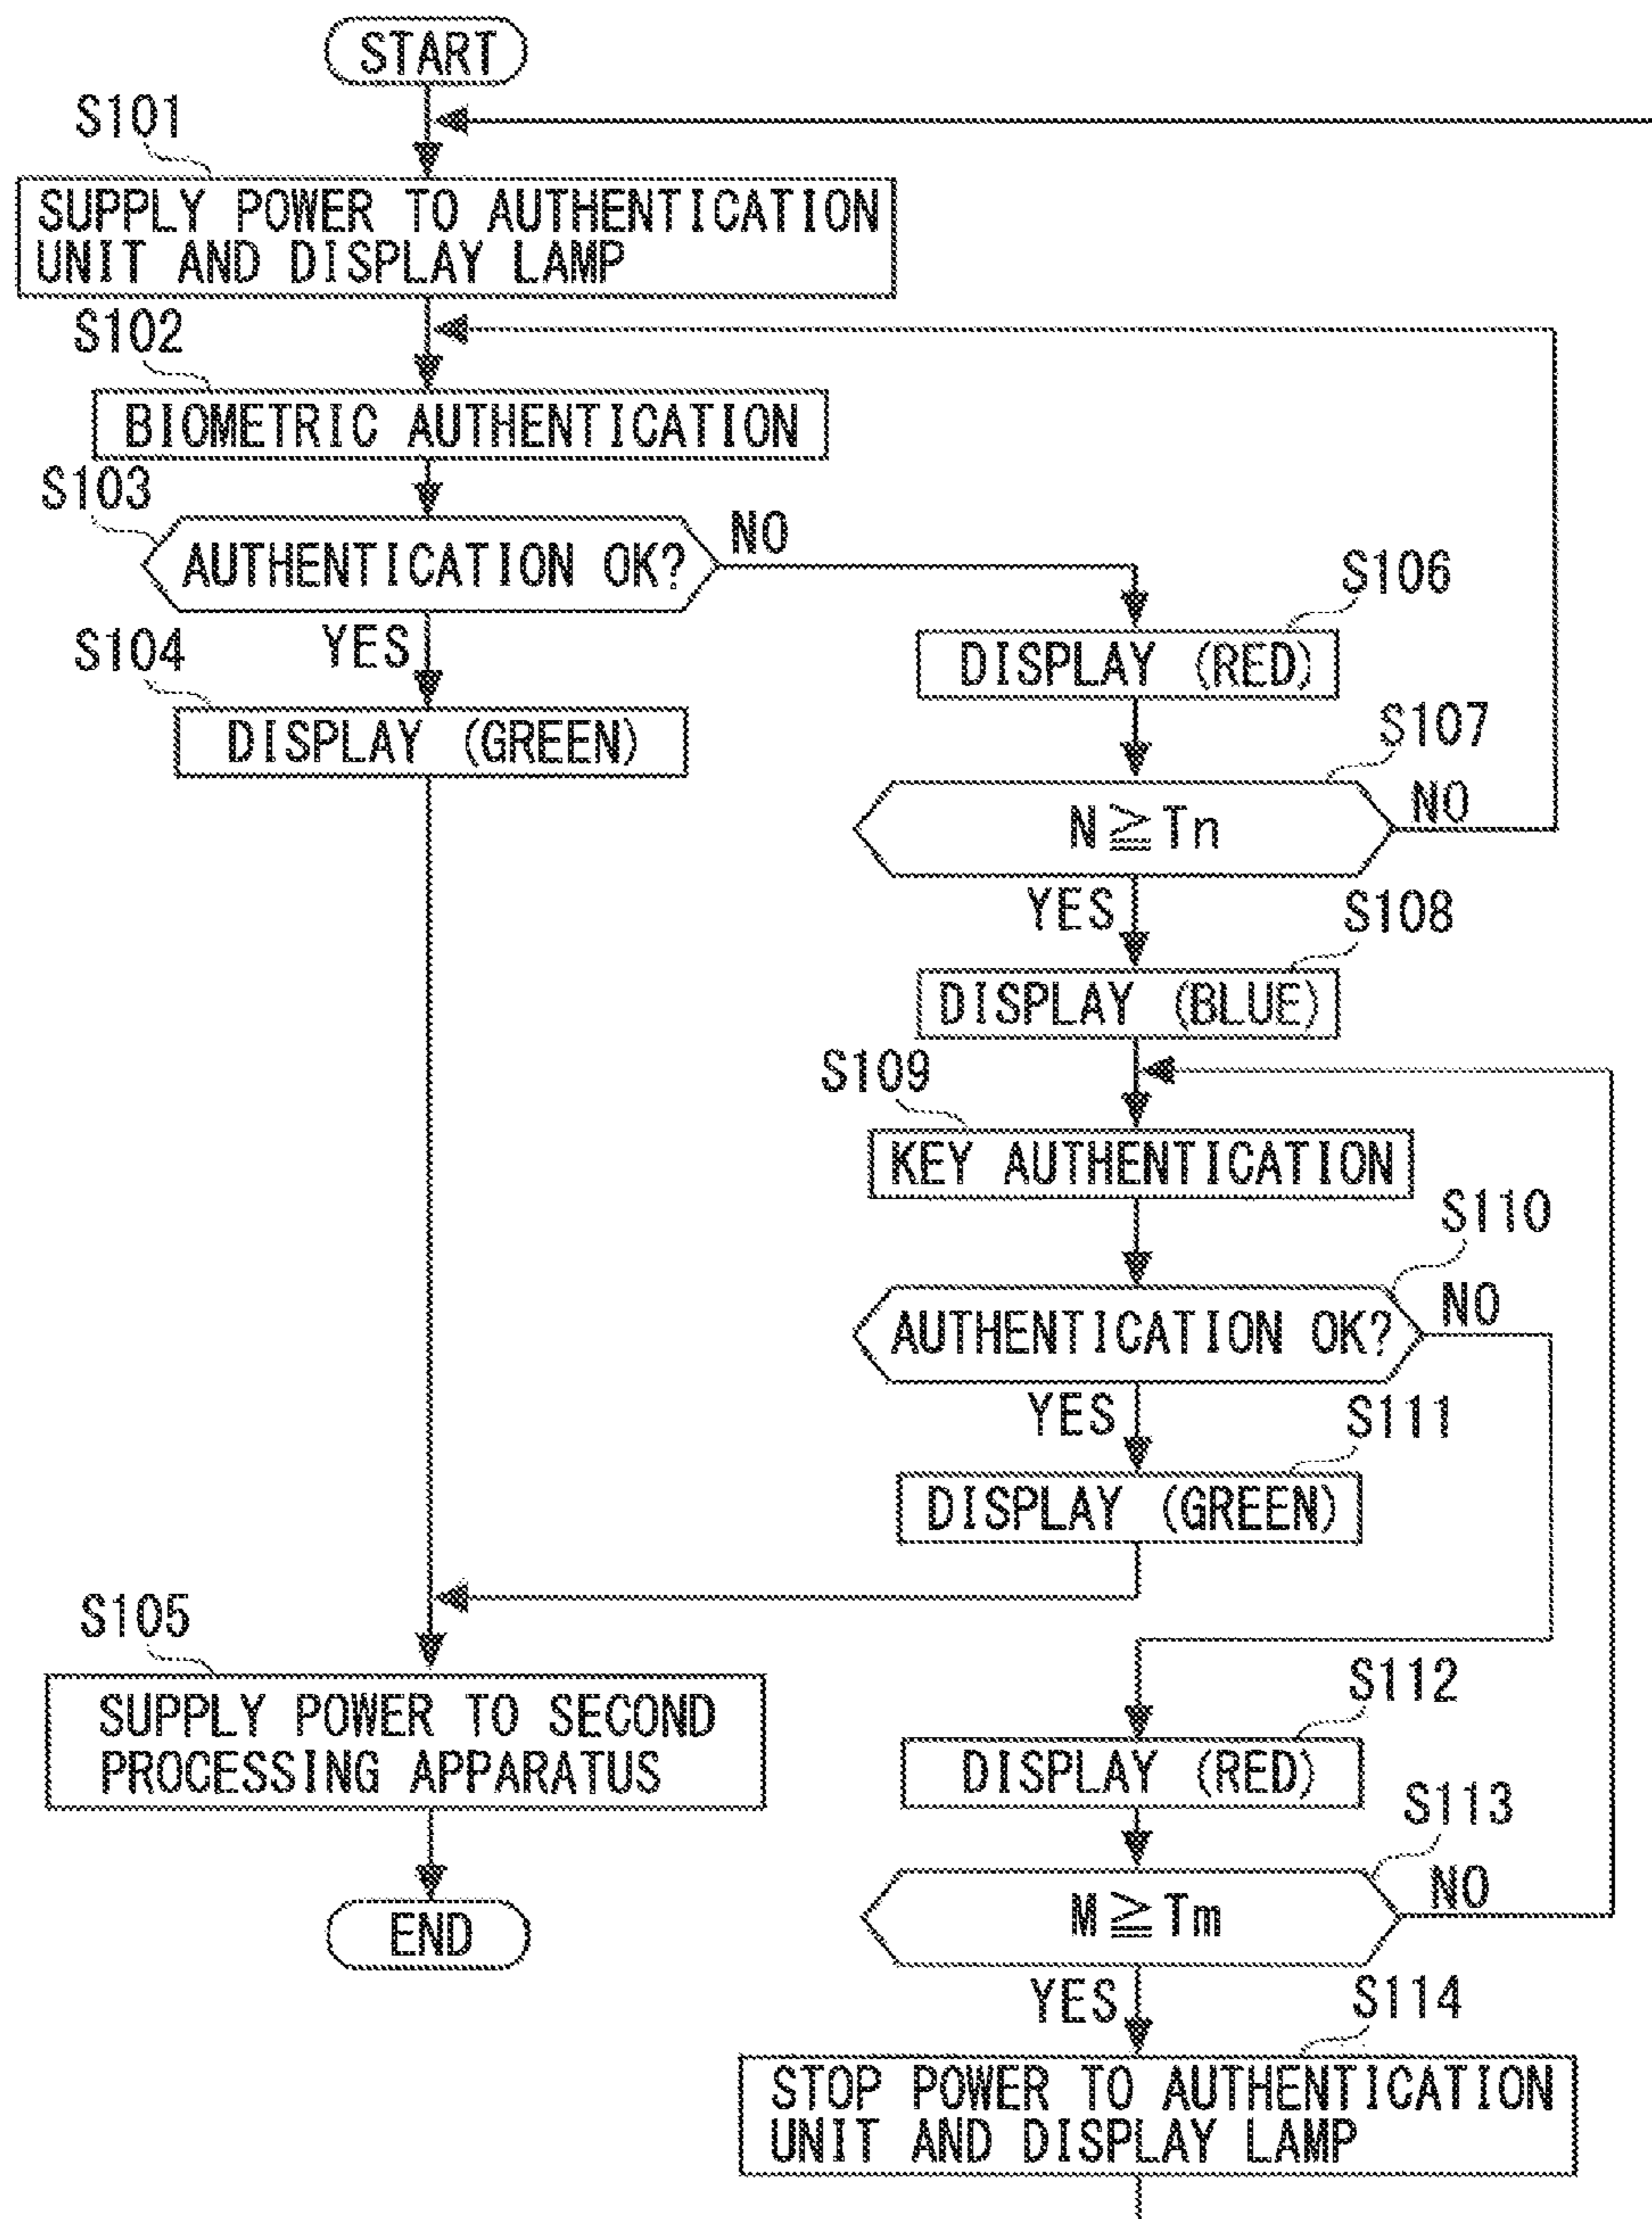 START
S101
SUPPLY POWER TO AUTHENTICATION
UNIT AND DISPLAY LAMP
S102
BIOMETRIC AUTHENTICATION
S103
AUTHENTICATION OK?
NO
YES
S104
DISPLAY (GREEN)
S106
DISPLAY (RED)
S107
N≧Tn
NO
YES
S108
DISPLAY (BLUE)
S109
KEY AUTHENTICATION
S110
AUTHENTICATION OK?
NO
YES
S111
DISPLAY (GREEN)
S105
SUPPLY POWER TO SECOND
PROCESSING APPARATUS
END
S112
DISPLAY (RED)
S113
M≧Tm
NO
YES
S114
STOP POWER TO AUTHENTICATION
UNIT AND DISPLAY LAMP